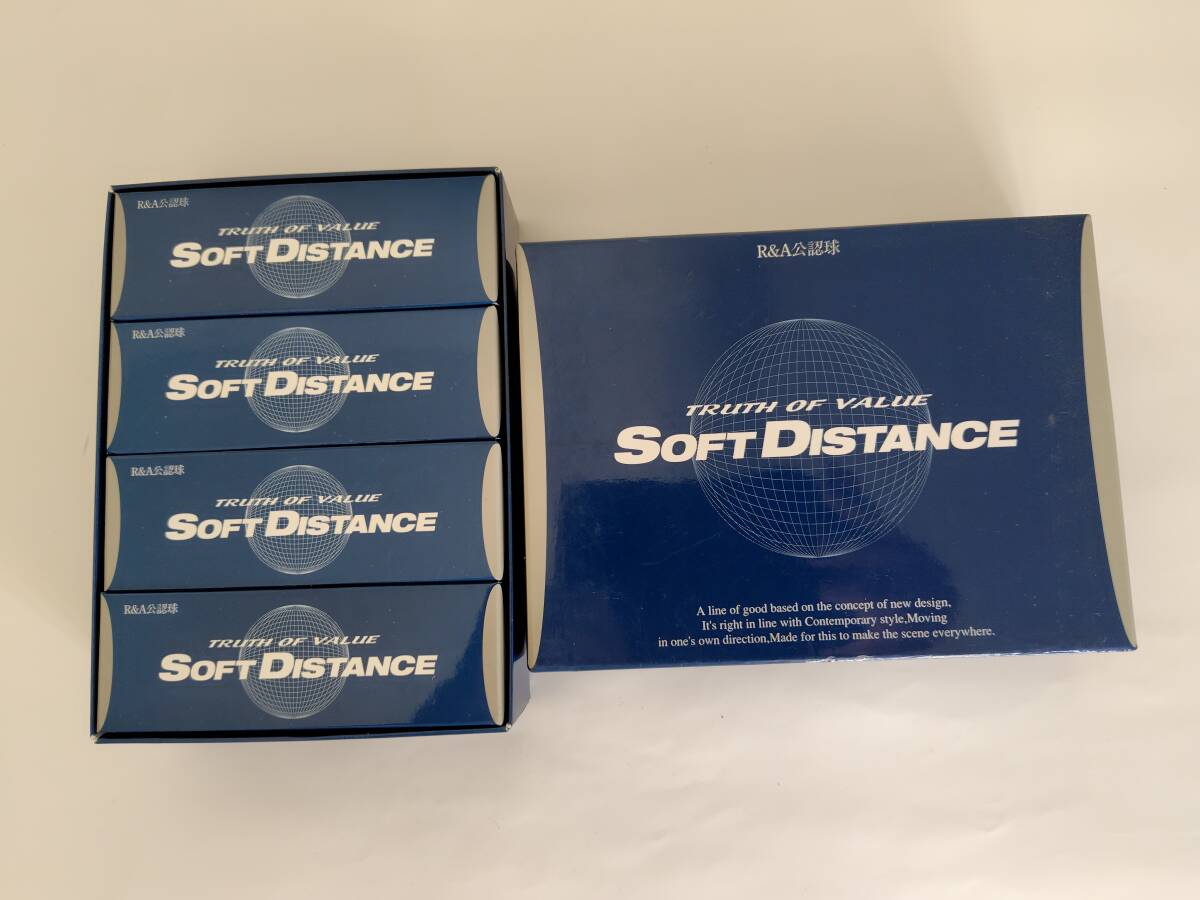 R&A公認球
TRUTH OF VALUE
SOFT DISTANCE
R&A公認球
TRUTH OF VALUE
SOFT DISTANCE
R&A公認球
TRUTH OF VALUE
SOFT DISTANCE
R&A公認球
TRUTH OF VALUE
SOFT DISTANCE
R&A公認球
TRUTH OF VALUE
SOFT DISTANCE
A line of good based on the concept of new design,
It's right in line with Contemporary style,Moving
in one's own direction,Made for this to make the scene everywhere.